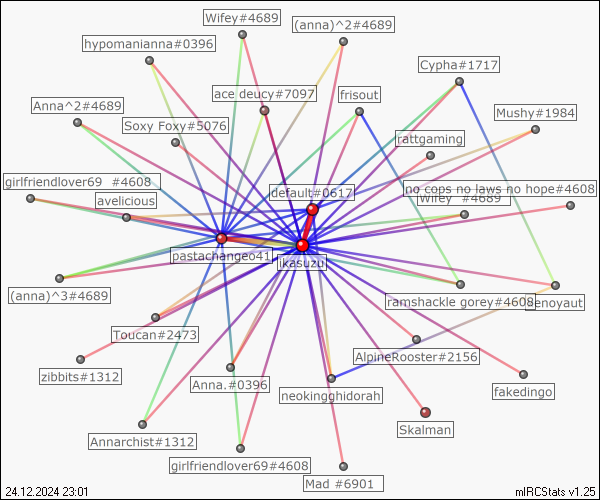 Wifey#4689
(anna)^2#4689
hypomanianna#0396
Cypha#1717
ace deucy#7097
frisout
Anna^2#4689
Mushy#1984
Soxy Foxy#5076
rattgaming
girlfriendlover69 #4608
default#0617
no cops no laws no hope#4608
avelicious
Wifey #4689
pastachangeo41
ikasuzu
(anna)^3#4689
ramshackle gorey#4608
Toucan#2473
AlpineRooster#2156
zibbits#1312
Anna.#0396
neokingghidorah
fakedingo
Skalman
Annarchist#1312
girlfriendlover69#4608
Mad #6901
24.12.2024 23:01
mIRCStats v1.25